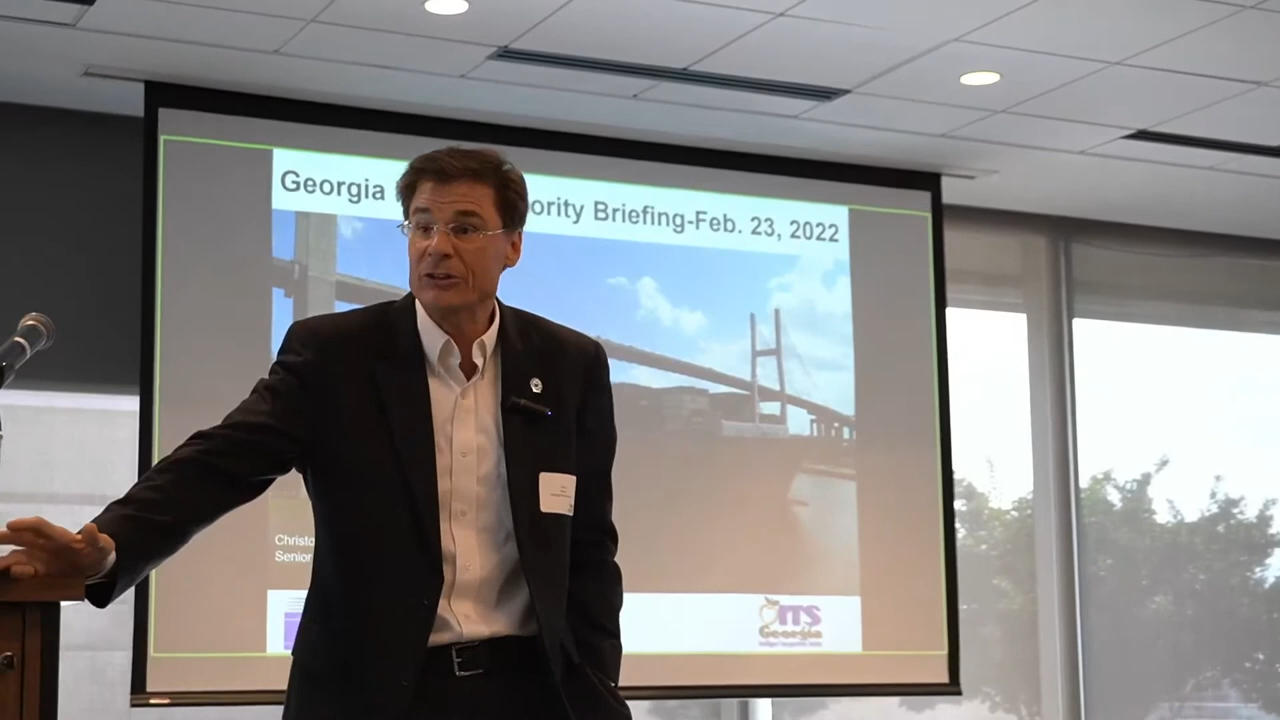 Georgia ority Briefing-Feb. 23, 2022
Christo
Senior
ITS
Georgia